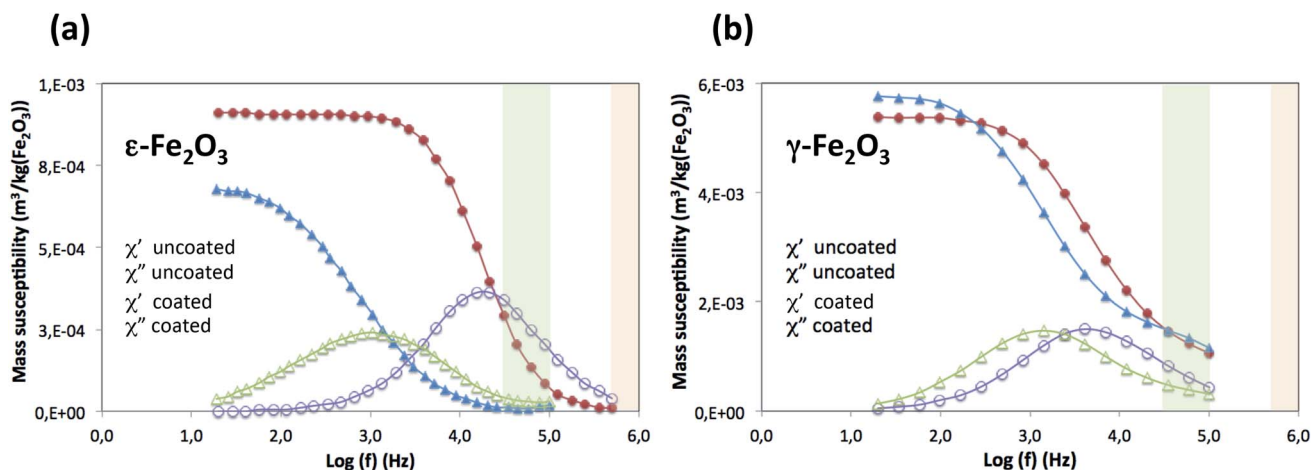 (a)
Mass susceptibility (m³/kg(Fe₂O₃))
1,E-03
8,E-04
5,E-04
3,E-04
0,E+00
ε-Fe₂O₃
χ’ uncoated
χ” uncoated
χ’ coated
χ” coated
0,0 1,0 2,0 3,0 4,0 5,0 6,0
Log (f) (Hz)
(b)
Mass susceptibility (m³/kg(Fe₂O₃))
6,E-03
4,E-03
2,E-03
0,E+00
γ-Fe₂O₃
χ’ uncoated
χ” uncoated
χ’ coated
χ” coated
0,0 1,0 2,0 3,0 4,0 5,0 6,0
Log (f) (Hz)